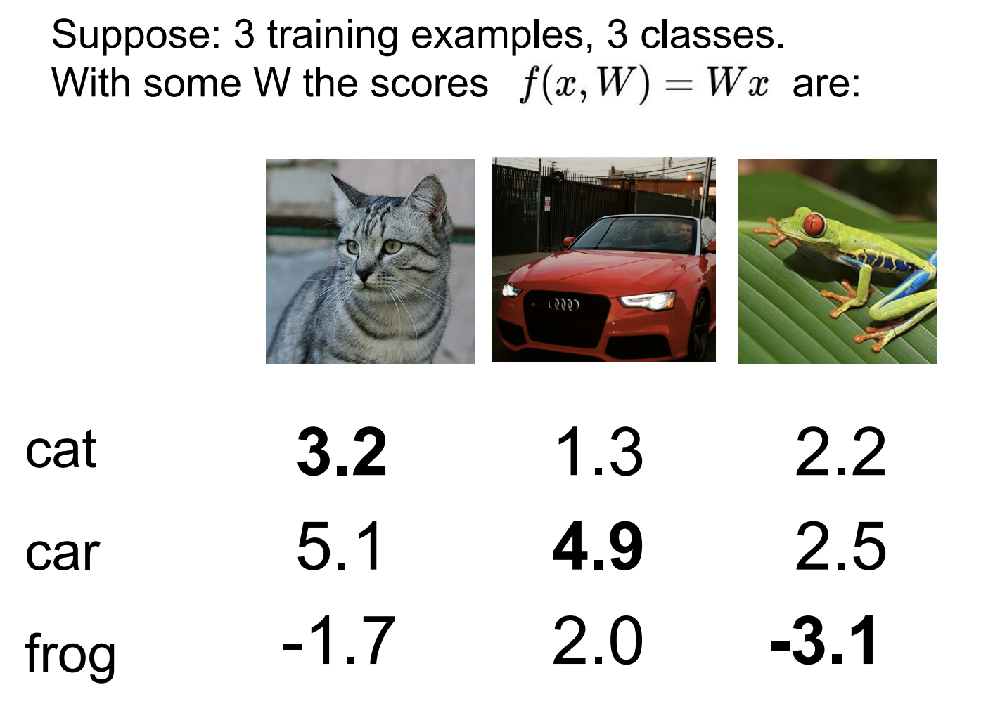 Suppose: 3 training examples, 3 classes.
With some W the scores f(x, W) = Wx are:
cat 3.2 1.3 2.2
car 5.1 4.9 2.5
frog -1.7 2.0 -3.1